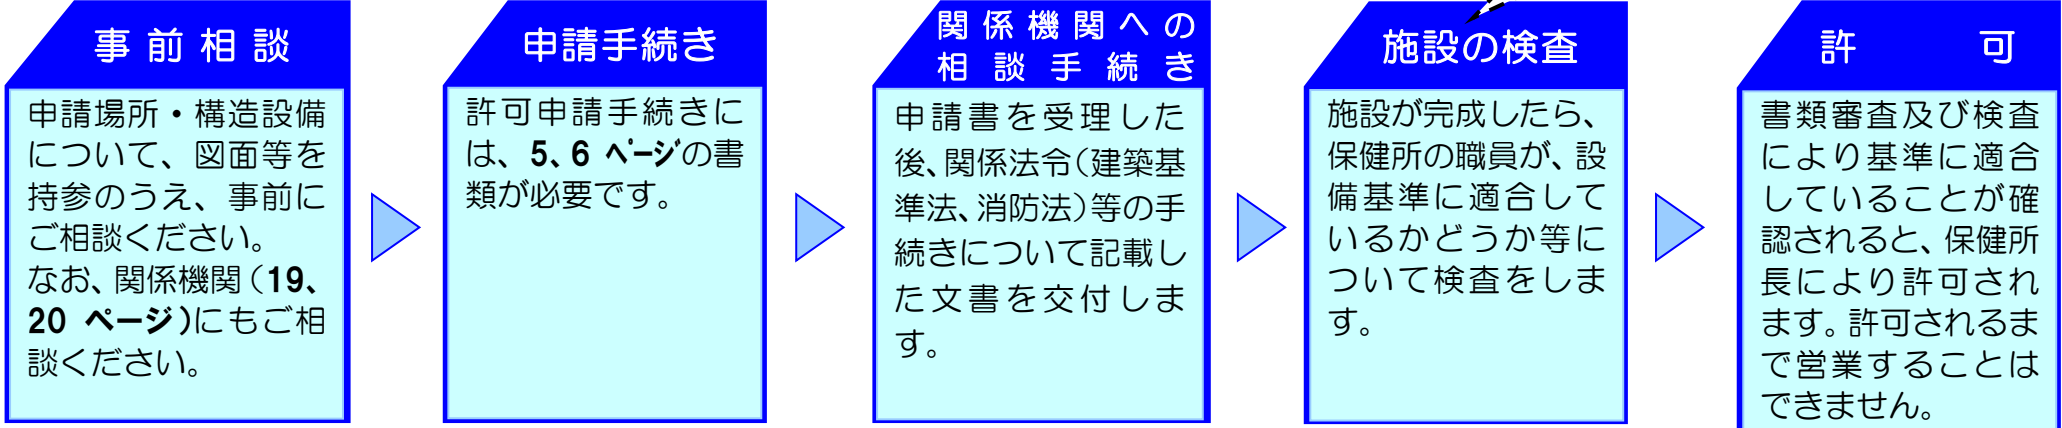 事前相談
申請場所・構造設備
について、図面等を
持参のうえ、事前に
ご相談ください。
なお、関係機関（19、
20 ページ)にもご相
談ください。
申請手続き
許可申請手続きに
は、5、6 ページの書
類が必要です。
関係機関への
相談手続き
申請書を受理した
後、関係法令（建築基
準法、消防法）等の手
続きについて記載し
た文書を交付しま
す。
施設の検査
施設が完成したら、
保健所の職員が、設
備基準に適合して
いるかどうか等に
ついて検査をしま
す。
許可
書類審査及び検査
により基準に適合
していることが確
認されると、保健所
長により許可され
ます。許可されるま
で営業することは
できません。